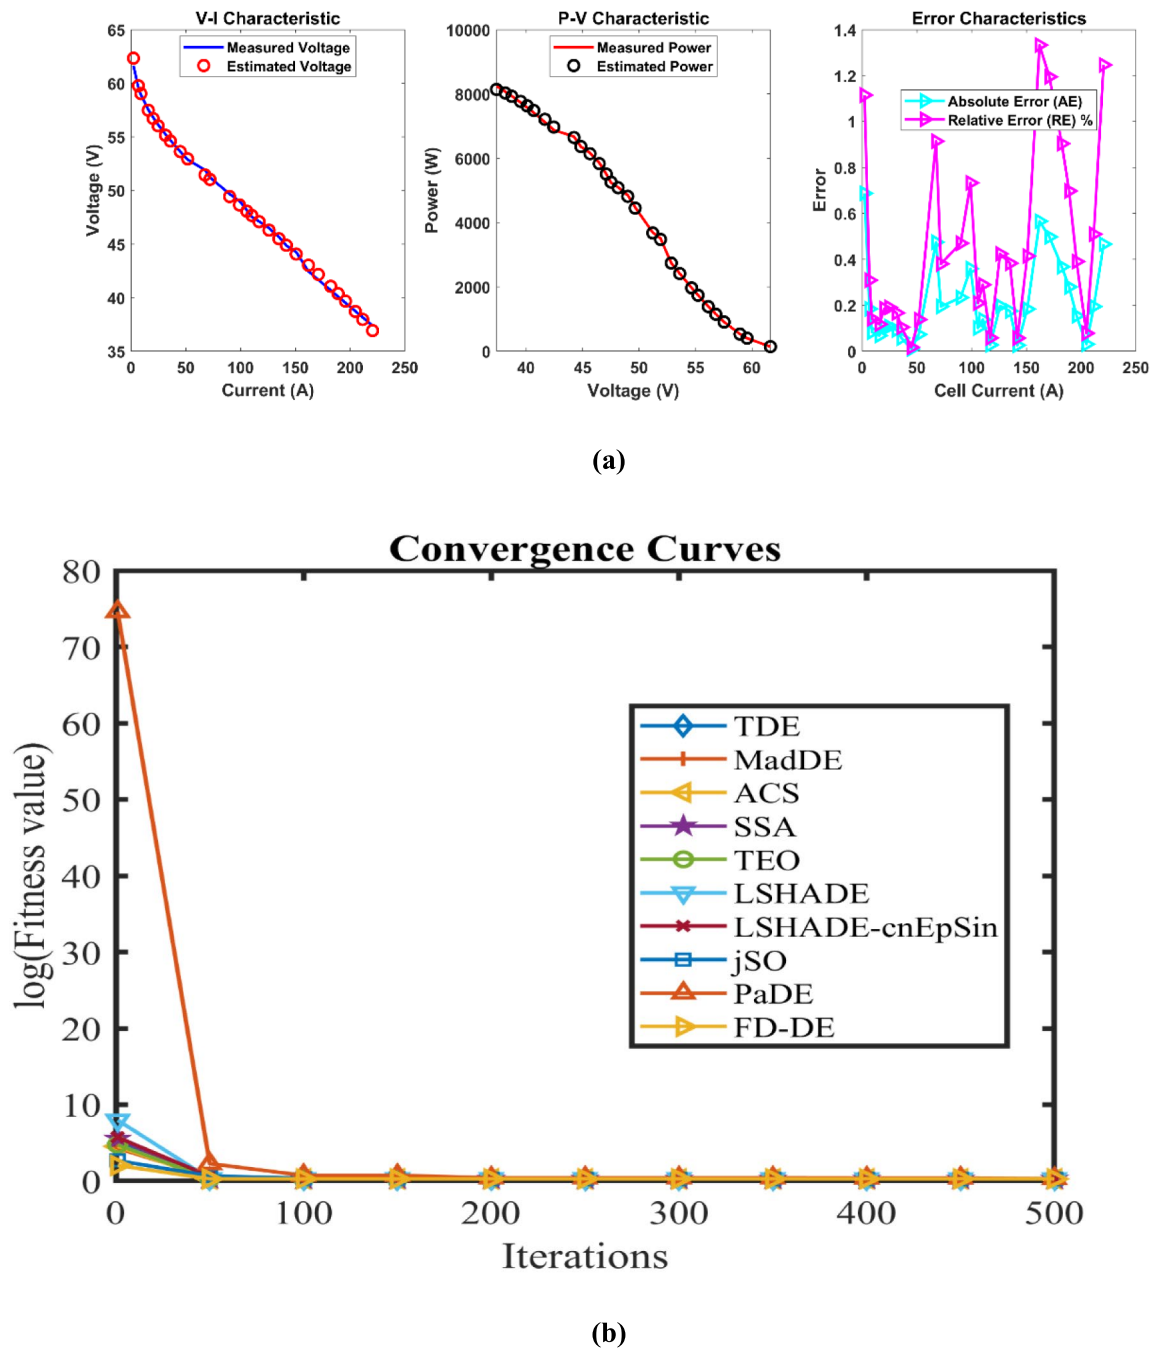 V-I Characteristic
65
60
55
50
45
40
35
0
50
100
150
200
250
Voltage (V)
Current (A)
Measured Voltage
Estimated Voltage
P-V Characteristic
10000
8000
6000
4000
2000
0
40
45
50
55
60
Power (W)
Voltage (V)
Measured Power
Estimated Power
Error Characteristics
1.4
1.2
1
0.8
0.6
0.4
0.2
0
0
50
100
150
200
250
Error
Cell Current (A)
Absolute Error (AE)
Relative Error (RE) %
(a)
Convergence Curves
80
70
60
50
40
30
20
10
0
0
100
200
300
400
500
log(Fitness value)
Iterations
TDE
MadDE
ACS
SSA
TEO
LSHADE
LSHADE-cnEpSin
jSO
PaDE
FD-DE
(b)